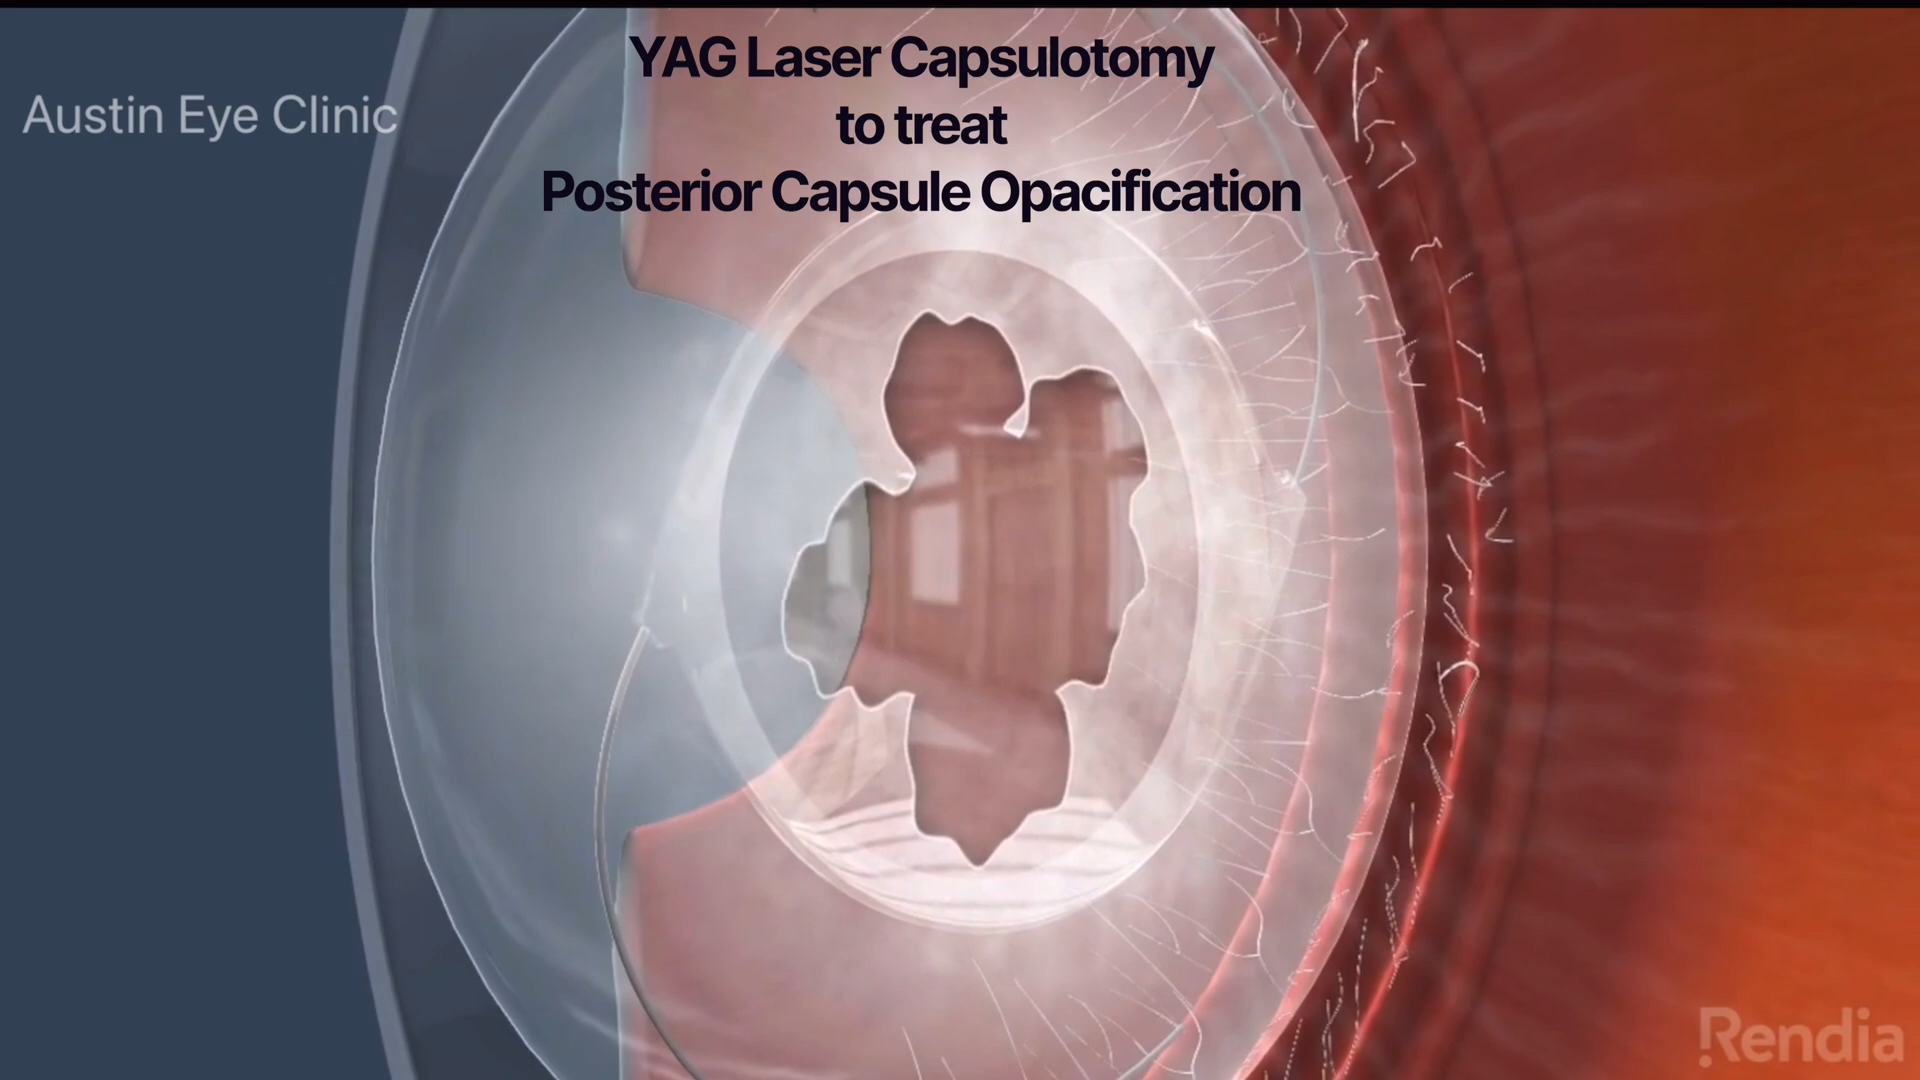 YAG Laser Capsulotomy
to treat
Posterior Capsule Opacification
Austin Eye Clinic
Rendia